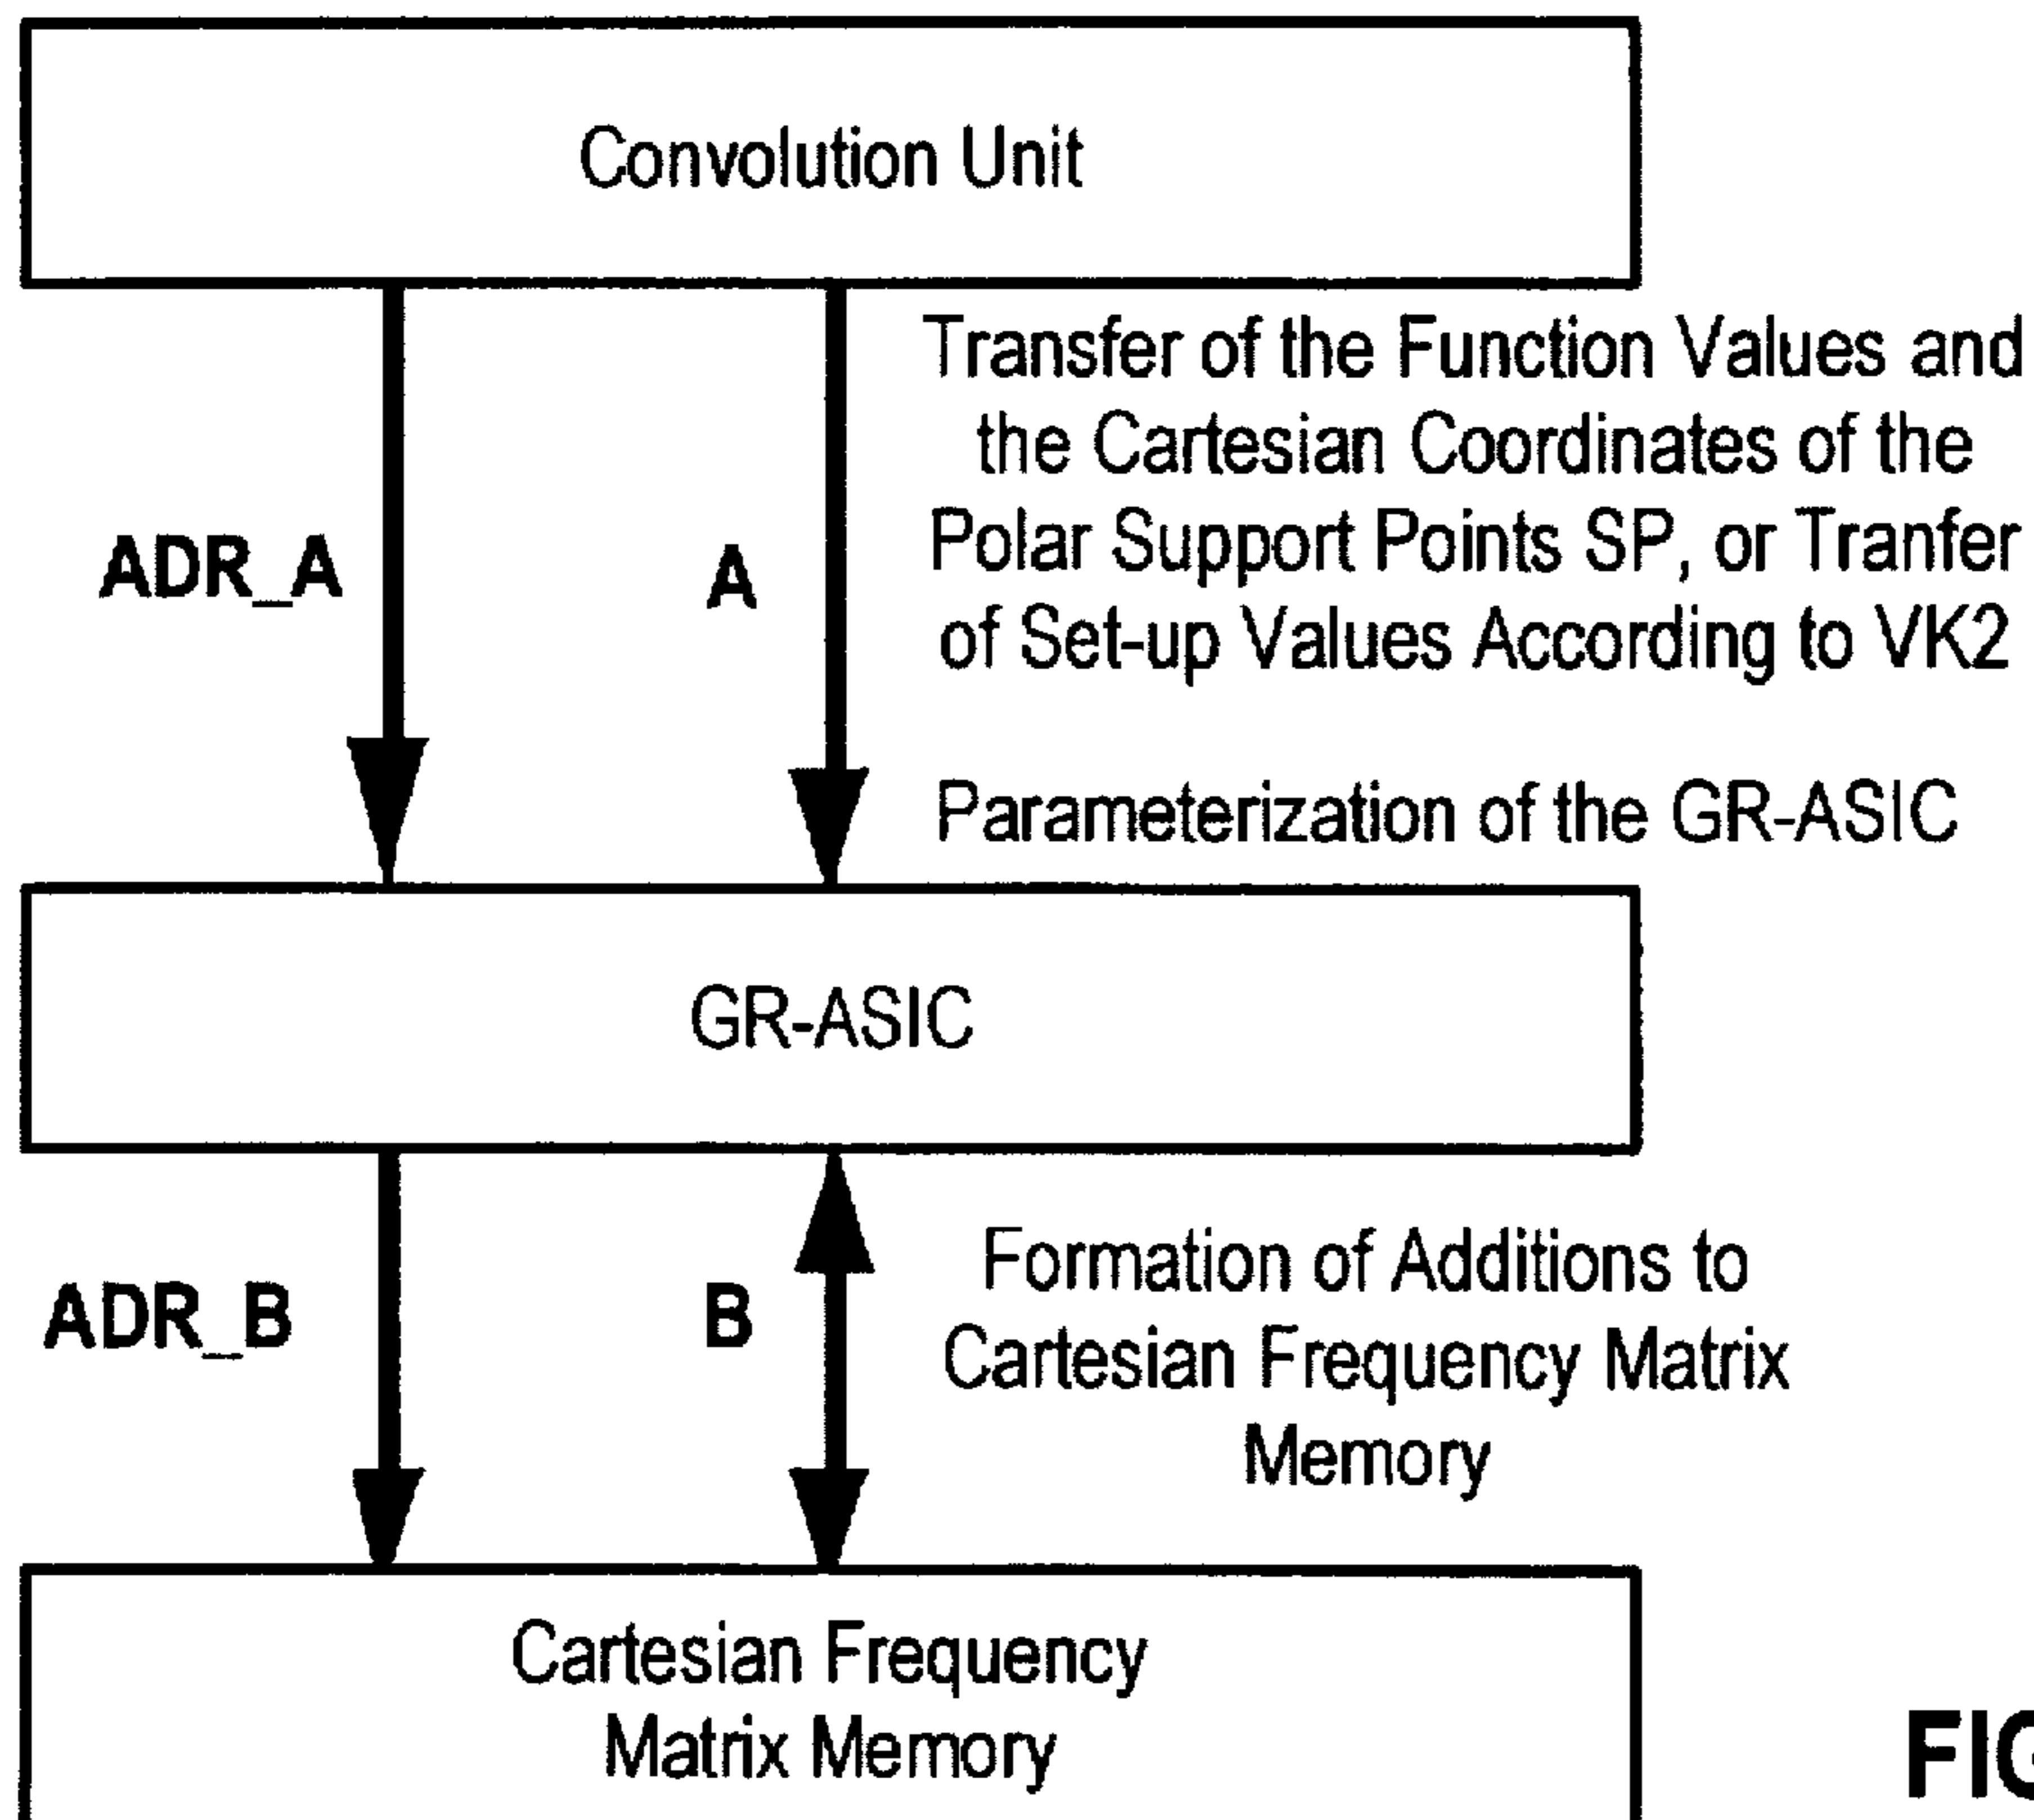 Convolution Unit
Transfer of the Function Values and
the Cartesian Coordinates of the
Polar Support Points SP, or Tranfer
of Set-up Values According to VK2
ADR_A
A
Parameterization of the GR-ASIC
GR-ASIC
Formation of Additions to
Cartesian Frequency Matrix
Memory
ADR_B
B
Cartesian Frequency
Matrix Memory
FIG